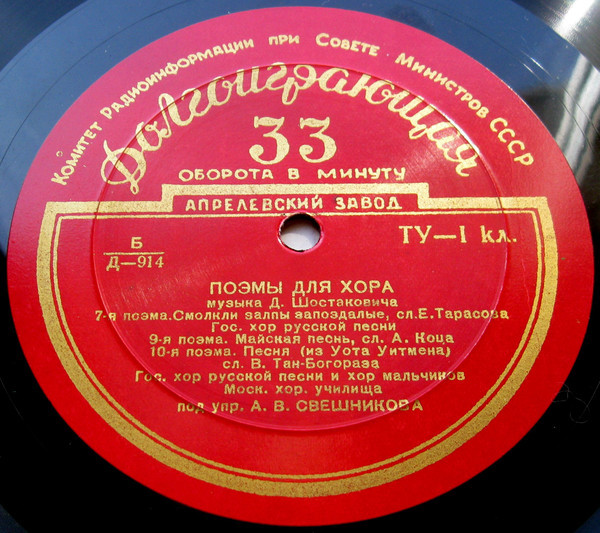 Комитет Радиоинформации при Совете Министров СССР
Долгоиграющая
33
ОБОРОТА В МИНУТУ
АПРЕЛЕВСКИЙ ЗАВОД
Б
Д—914
ТУ—1 кл.
ПОЭМЫ ДЛЯ ХОРА
музыка Д. Шостаковича
7-я поэма. Смолкли залпы запоздалые, сл. Е. Тарасова
Гос. хор русской песни
9-я поэма. Майская песнь, сл. А. Коца
10-я поэма. Песня (из Уота Уитмена)
сл. В. Тан-Богораза
Гос. хор русской песни и хор мальчиков
Моск. хор. училища
под упр. А. В. СВЕШНИКОВА